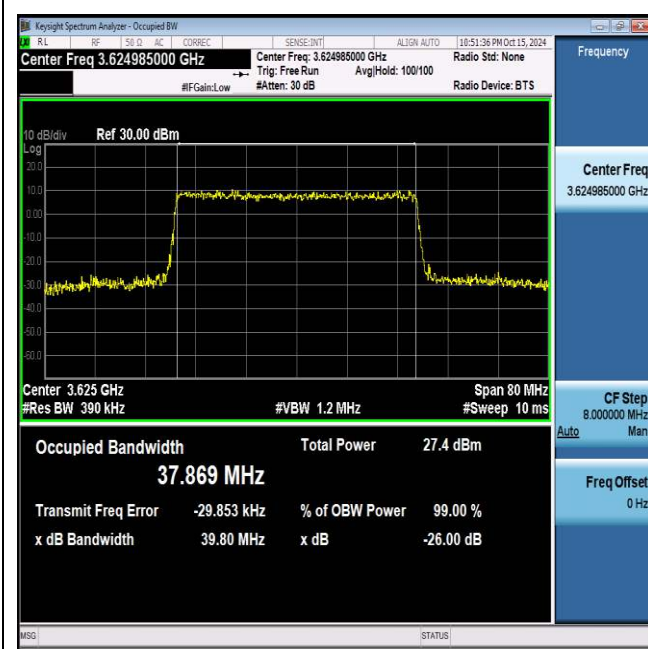 Keysight Spectrum Analyzer - Occupied BW
RL RF 50 Ω AC CORREC SENSE:INT ALIGN AUTO 10:51:36 PM Oct 15, 2024
Center Freq 3.624985000 GHz
Center Freq: 3.624985000 GHz Radio Std: None
Trig: Free Run Avg|Hold: 100/100
#IFGain:Low #Atten: 30 dB Radio Device: BTS
Frequency
10 dB/div Ref 30.00 dBm
Log
20.0
10.0
0.00
-10.0
-20.0
-30.0
-40.0
-50.0
-60.0
Center 3.625 GHz Span 80 MHz
#Res BW 390 kHz #VBW 1.2 MHz #Sweep 10 ms
Center Freq
3.624985000 GHz
CF Step
8.000000 MHz
Auto Man
Freq Offset
0 Hz
Occupied Bandwidth Total Power 27.4 dBm
37.869 MHz
Transmit Freq Error -29.853 kHz % of OBW Power 99.00 %
x dB Bandwidth 39.80 MHz x dB -26.00 dB
MSG STATUS